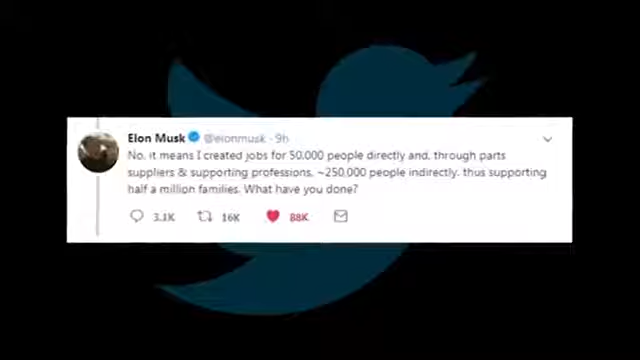 Elon Musk @elonmusk · 9h
No, it means I created jobs for 50,000 people directly and, through parts
suppliers & supporting professions, ~250,000 people indirectly, thus supporting
half a million families. What have you done?
3.1K 16K 88K